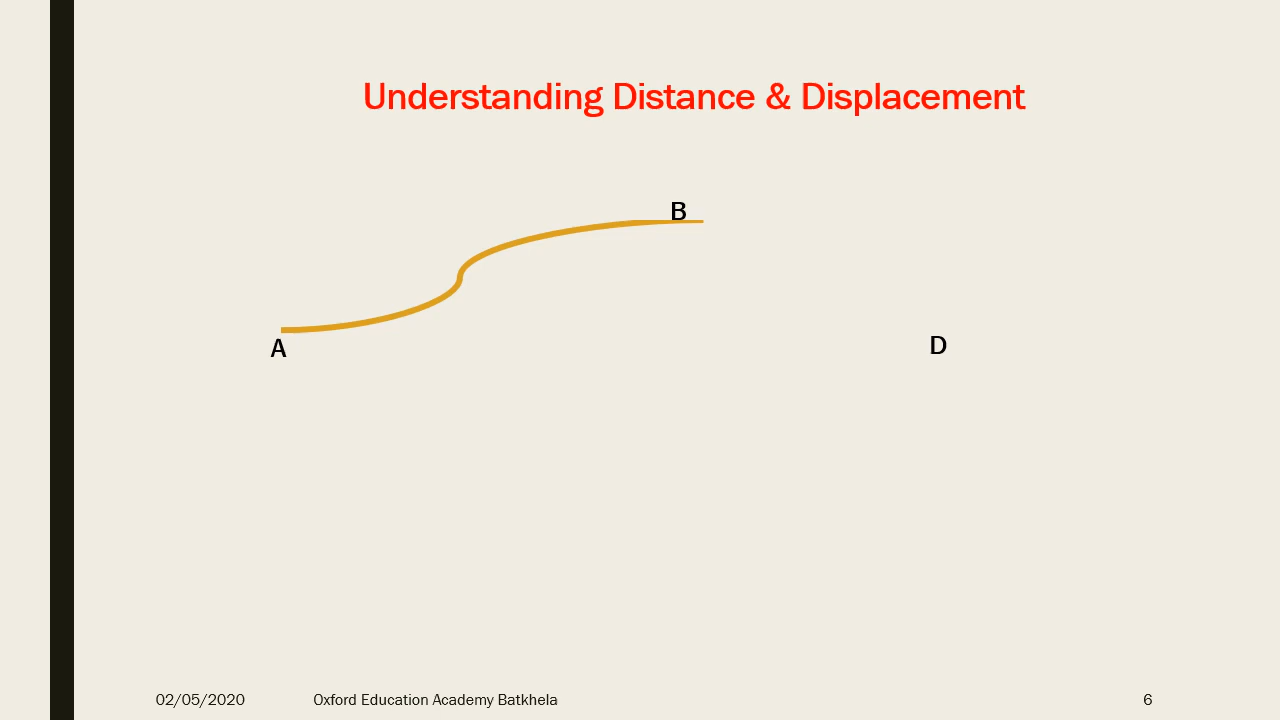 Understanding Distance & Displacement
B
A
D
02/05/2020
Oxford Education Academy Batkhela
6